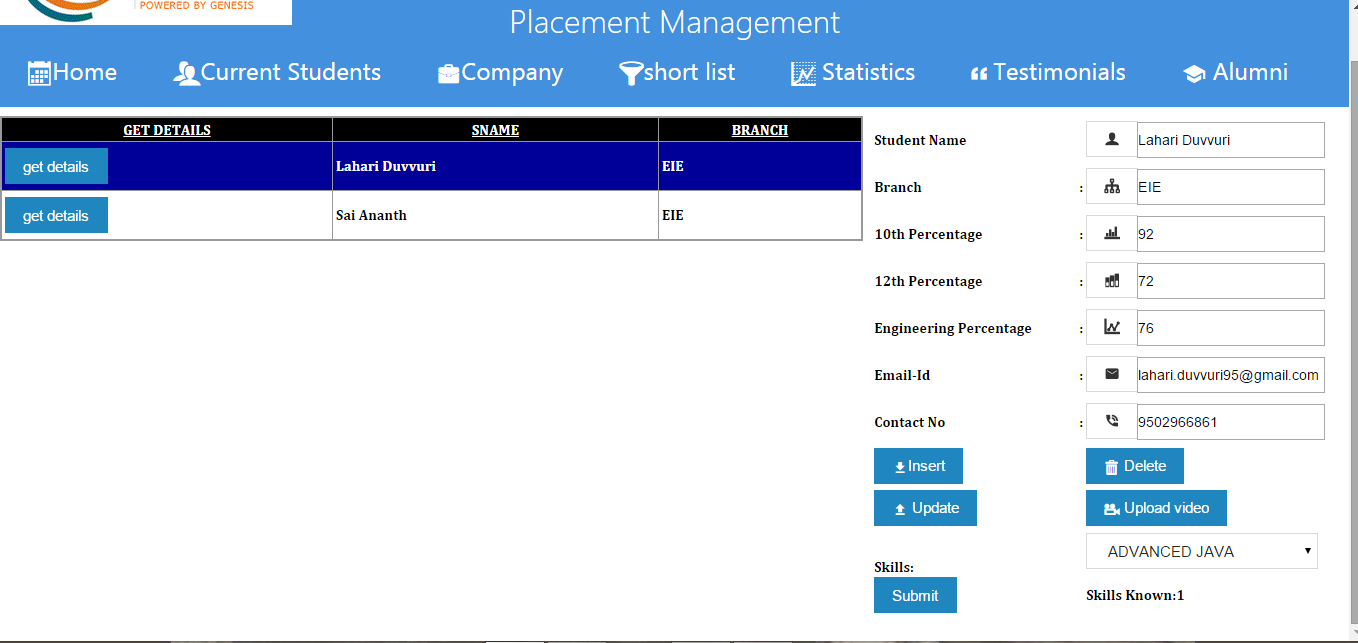 POWERED BY GENESIS
Placement Management
Home Current Students Company short list Statistics Testimonials Alumni
GET DETAILS SNAME BRANCH
get details Lahari Duvvuri EIE
get details Sai Ananth EIE
Student Name Lahari Duvvuri
Branch : EIE
10th Percentage : 92
12th Percentage : 72
Engineering Percentage : 76
Email-Id : lahari.duvvuri95@gmail.com
Contact No : 9502966861
Insert Delete
Update Upload video
ADVANCED JAVA
Skills:
Submit Skills Known:1